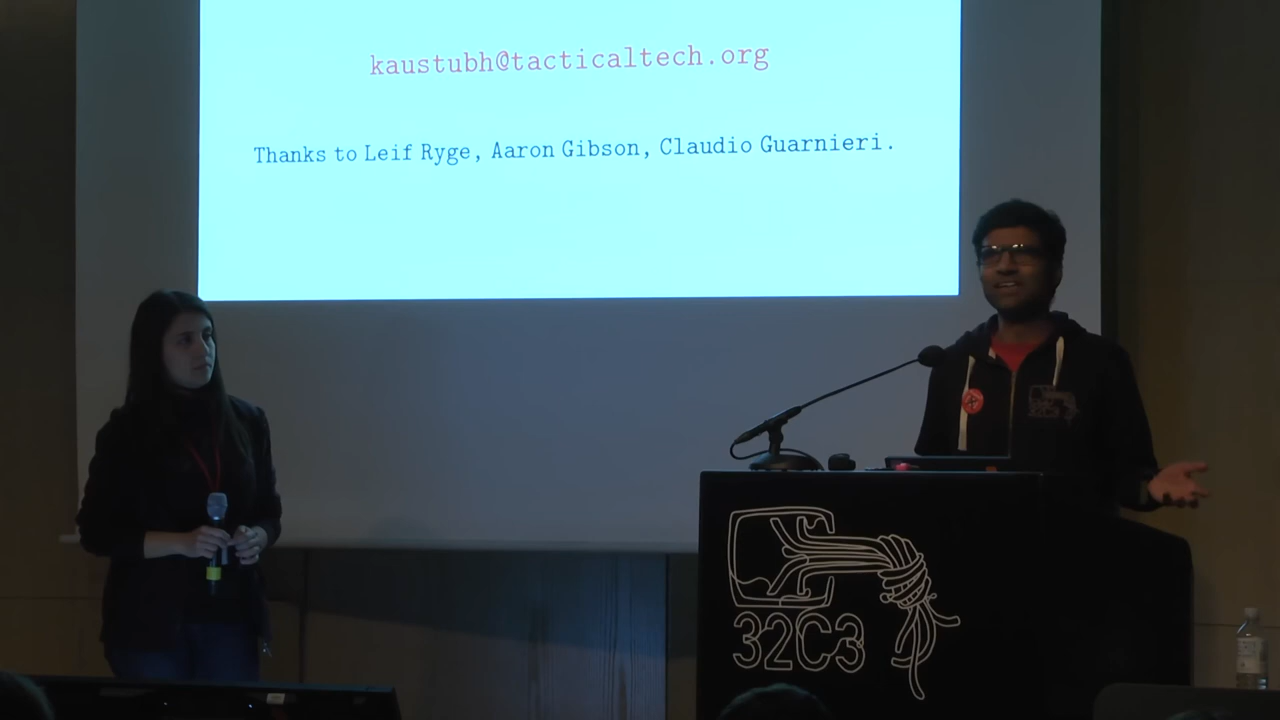 kaustubh@tacticaltech.org
Thanks to Leif Ryge, Aaron Gibson, Claudio Guarnieri.
32C3